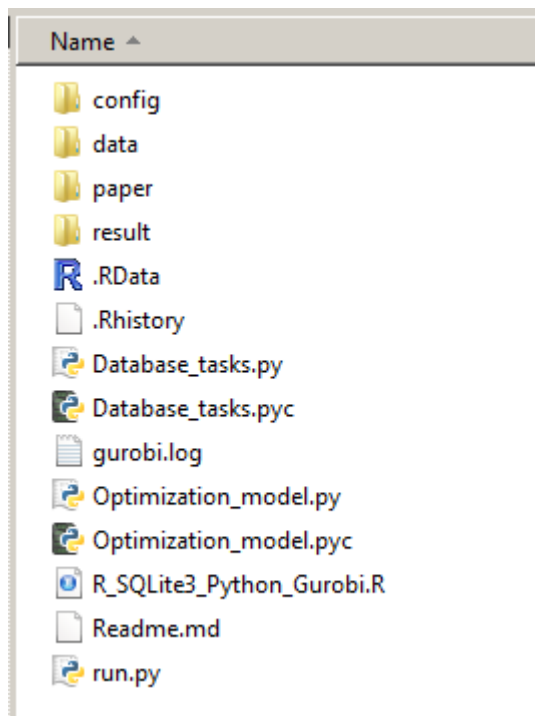 Name
config
data
paper
result
.RData
.Rhistory
Database_tasks.py
Database_tasks.pyc
gurobi.log
Optimization_model.py
Optimization_model.pyc
R_SQLite3_Python_Gurobi.R
Readme.md
run.py